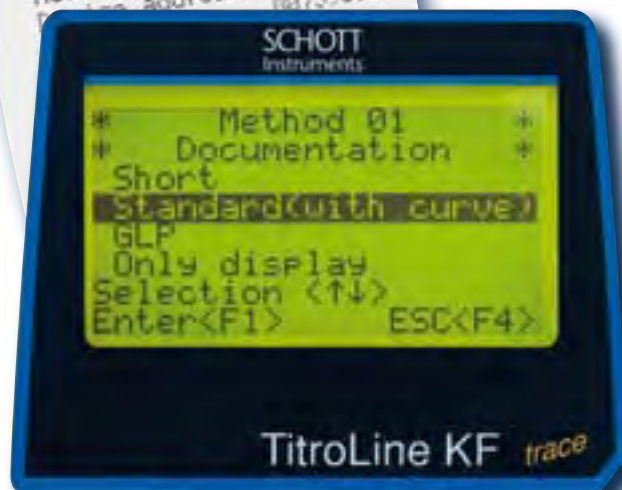 SCHOTT
Instruments
* Method 01 *
* Documentation *
Short
Standard(with curve)
GLP
Only display
Selection <↑↓>
Enter<F1> ESC<F4>
TitroLine KF trace